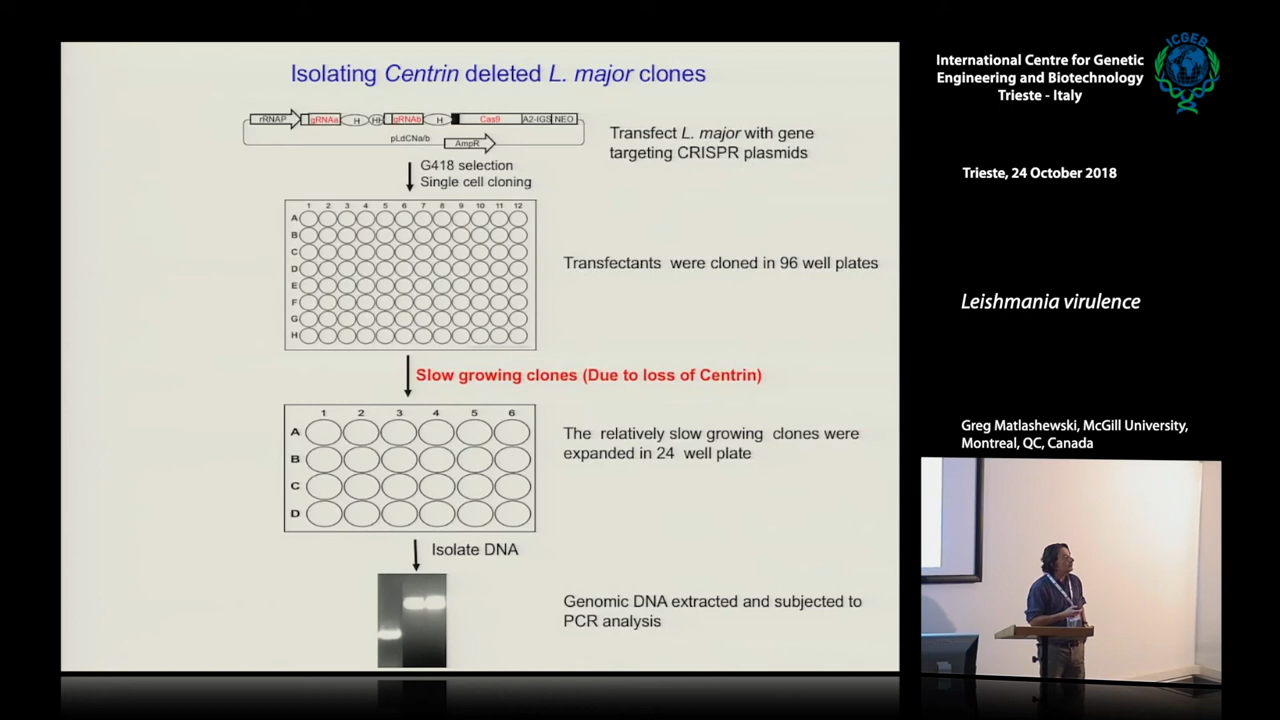 Isolating Centrin deleted L. major clones
rRNAP gRNAa H HH gRNAb H Cas9 A2-IGS NEO
pLdCNa/b
AmpR
Transfect L. major with gene
targeting CRISPR plasmids
G418 selection
Single cell cloning
1 2 3 4 5 6 7 8 9 10 11 12
A
B
C
D
E
F
G
H
Transfectants were cloned in 96 well plates
Slow growing clones (Due to loss of Centrin)
1 2 3 4 5 6
A
B
C
D
The relatively slow growing clones were
expanded in 24 well plate
Isolate DNA
Genomic DNA extracted and subjected to
PCR analysis
International Centre for Genetic
Engineering and Biotechnology
Trieste - Italy
ICGEB
Trieste, 24 October 2018
Leishmania virulence
Greg Matlashewski, McGill University,
Montreal, QC, Canada